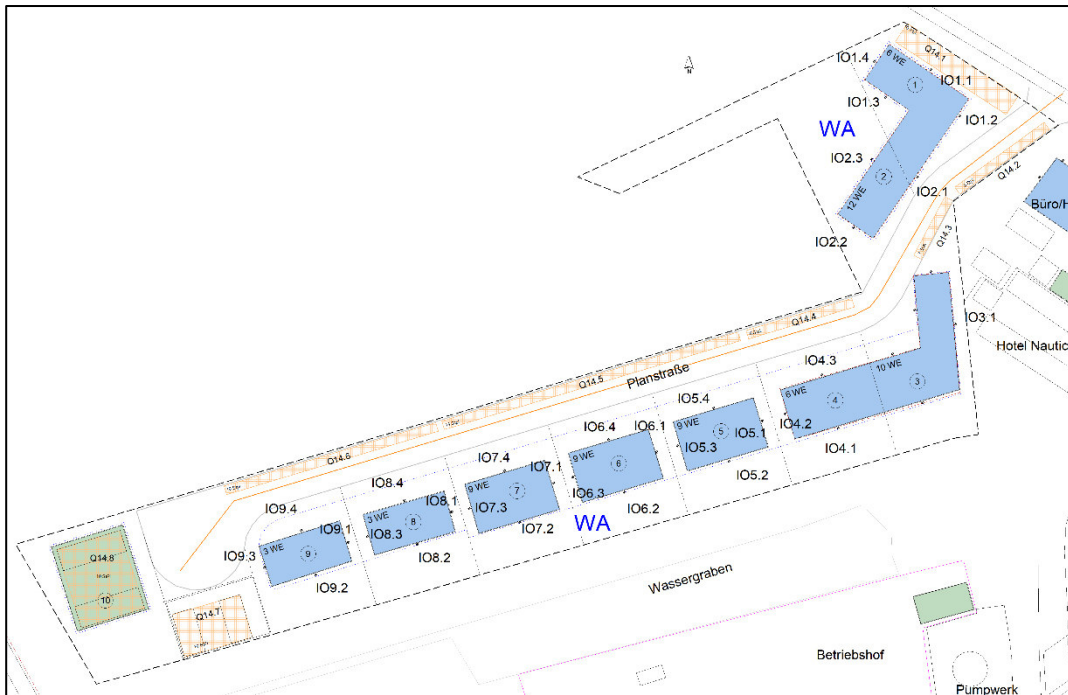 Q14.1
IO1.4
6 WE
1
IO1.1
IO1.3
IO1.2
WA
IO2.3
Q14.2
2
12 WE
IO2.1
Büro/H
IO2.2
Q14.3
N
IO3.1
Q14.4
Hotel Nautic
Planstraße
Q14.5
IO4.3
10 WE
3
6 WE
4
IO4.2
IO4.1
IO5.4
9 WE
5
IO5.1
IO5.3
IO5.2
IO6.4
IO6.1
9 WE
6
IO6.3
IO6.2
Q14.6
IO7.4
IO7.1
9 WE
7
IO7.3
IO7.2
WA
IO8.4
IO8.1
3 WE
8
IO8.3
IO8.2
IO9.4
IO9.1
3 WE
9
IO9.3
IO9.2
Q14.8
10
Q14.7
Wassergraben
Betriebshof
Pumpwerk